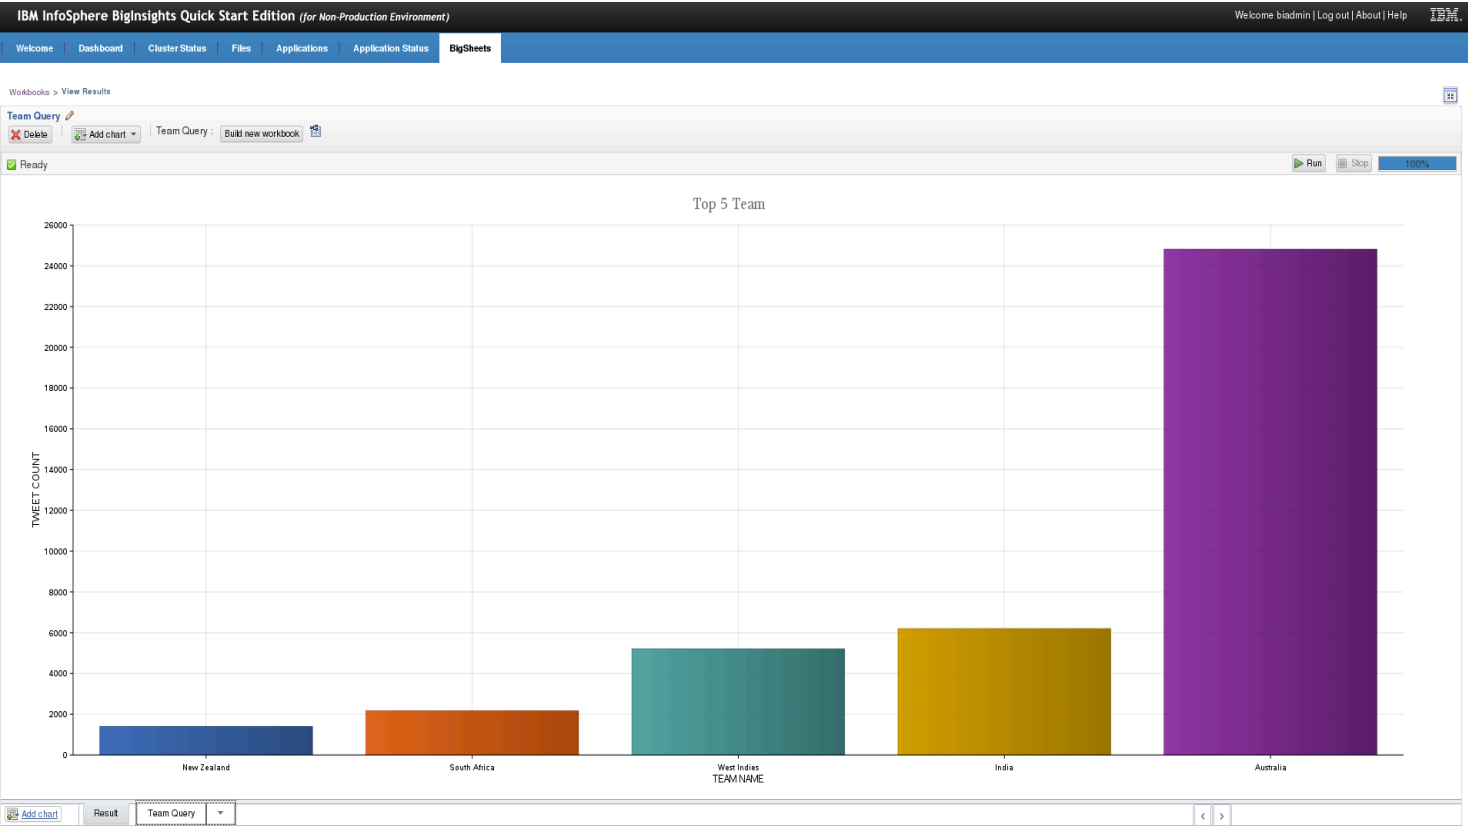 IBM InfoSphere BigInsights Quick Start Edition (for Non-Production Environment)
Welcome biadmin | Log out | About | Help
IBM.
Welcome
Dashboard
Cluster Status
Files
Applications
Application Status
BigSheets
Workbooks > View Results
Team Query
Delete
Add chart
Team Query :
Build new workbook
Ready
Run
Stop
100%
Top 5 Team
26000
24000
22000
20000
18000
16000
14000
12000
10000
8000
6000
4000
2000
0
TWEET COUNT
New Zealand
South Africa
West Indies
India
Australia
TEAM NAME
Add chart
Result
Team Query